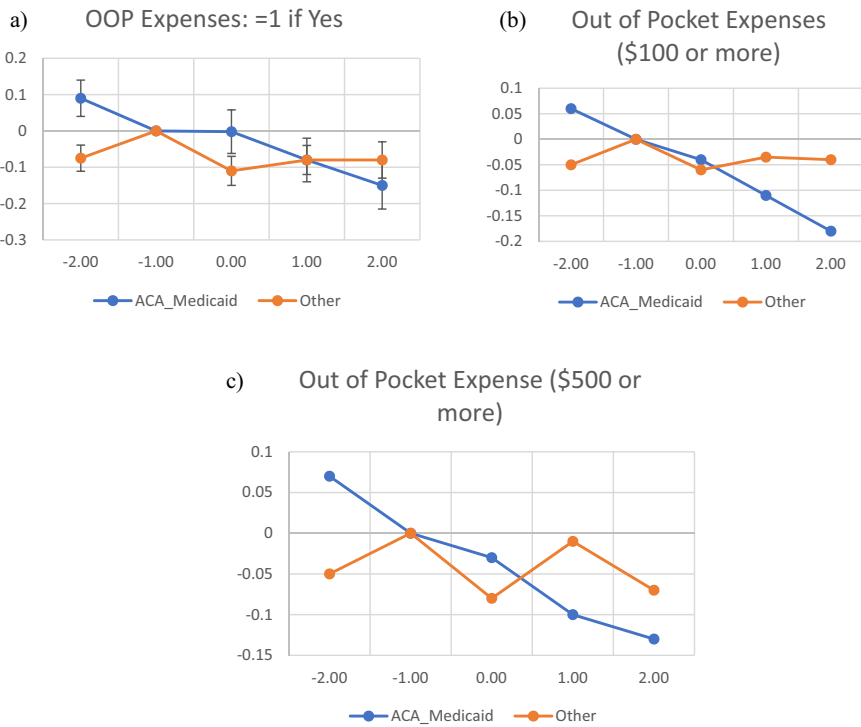 a)
OOP Expenses: =1 if Yes
0.2
0.1
0
-0.1
-0.2
-0.3
-2.00 -1.00 0.00 1.00 2.00
ACA_Medicaid Other
(b)
Out of Pocket Expenses
($100 or more)
0.1
0.05
0
-0.05
-0.1
-0.15
-0.2
-2.00 -1.00 0.00 1.00 2.00
ACA_Medicaid Other
c)
Out of Pocket Expense ($500 or
more)
0.1
0.05
0
-0.05
-0.1
-0.15
-2.00 -1.00 0.00 1.00 2.00
ACA_Medicaid Other